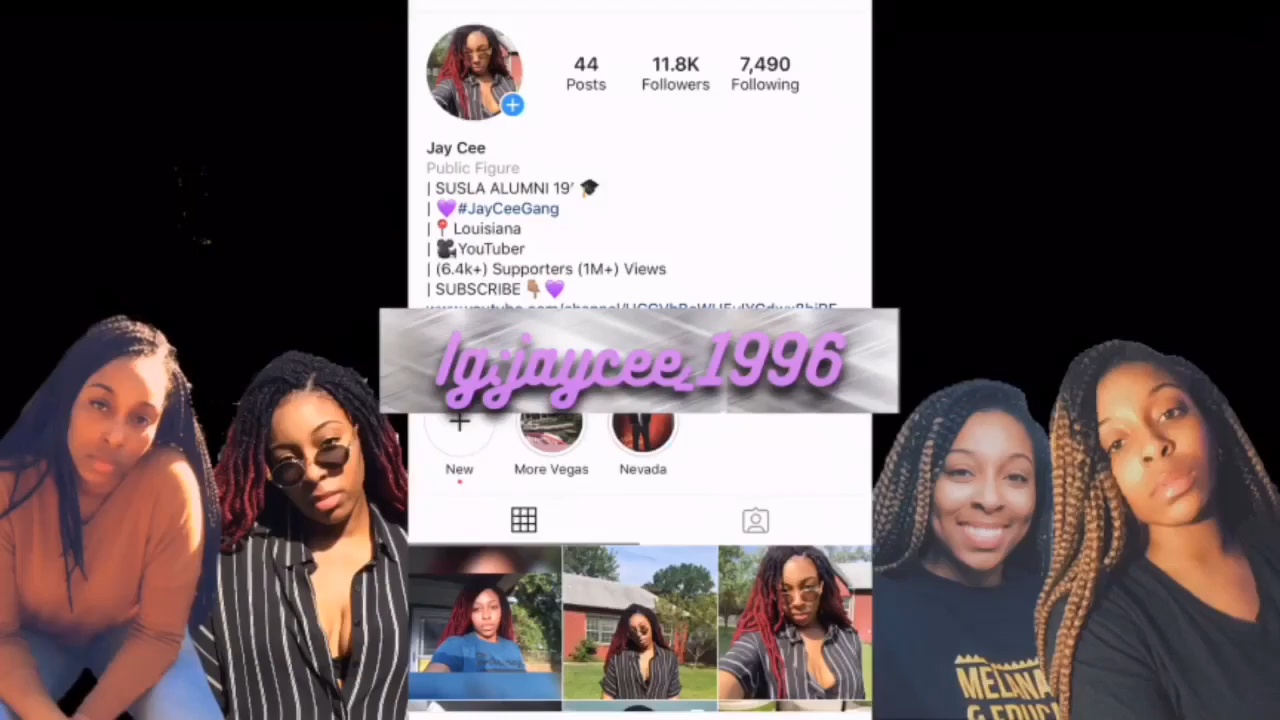 44
Posts
11.8K
Followers
7,490
Following
Jay Cee
Public Figure
| SUSLA ALUMNI 19' 🎓
| 💜#JayCeeGang
| 📍Louisiana
| 🎥YouTuber
| (6.4k+) Supporters (1M+) Views
| SUBSCRIBE 👇🏽💜
Ig:jaycee_1996
New
More Vegas
Nevada
& EDUC